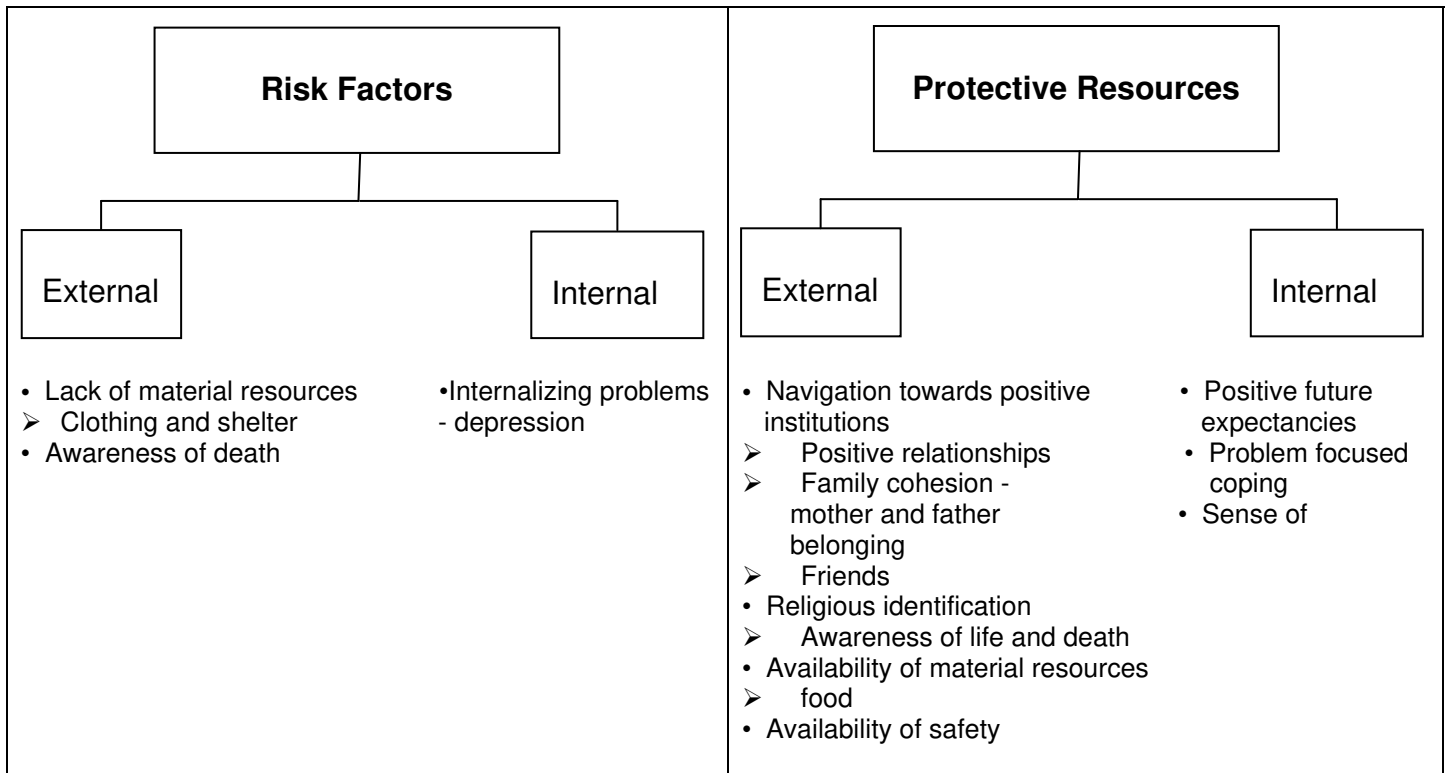 Risk Factors
External
Internal
• Lack of material resources
➢ Clothing and shelter
• Awareness of death
•Internalizing problems
- depression
Protective Resources
External
Internal
• Navigation towards positive
institutions
➢ Positive relationships
➢ Family cohesion -
mother and father
belonging
➢ Friends
• Religious identification
➢ Awareness of life and death
• Availability of material resources
➢ food
• Availability of safety
• Positive future
expectancies
• Problem focused
coping
• Sense of